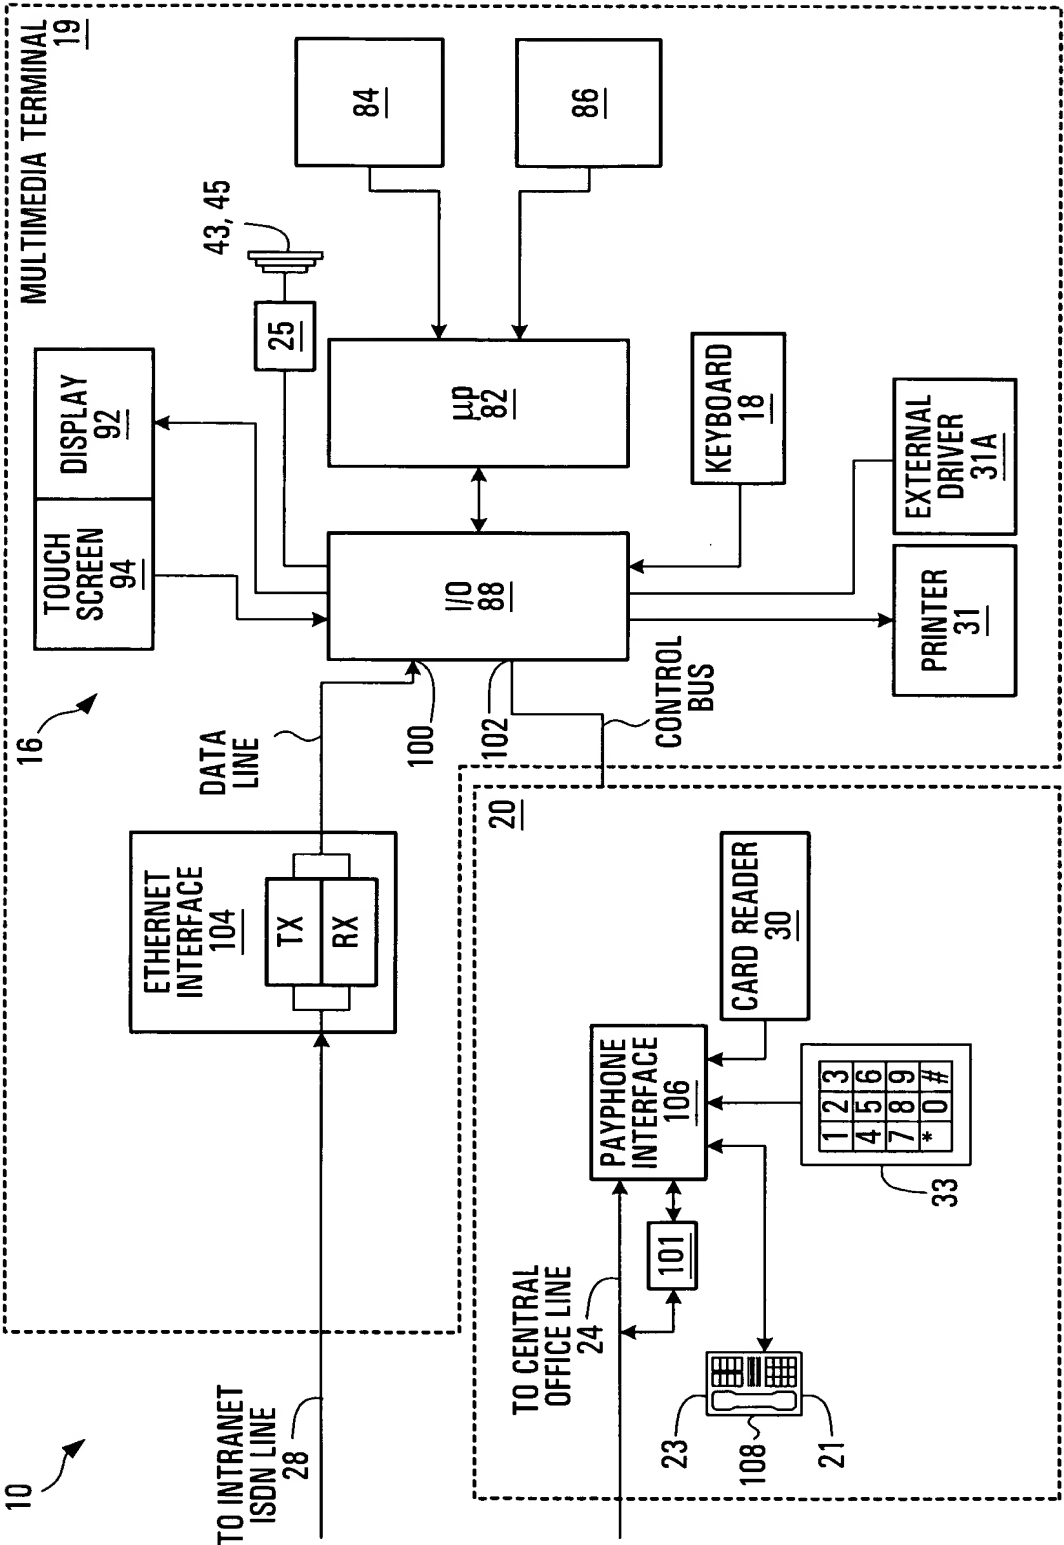 10
TO INTRANET
ISDN LINE
28
16
MULTIMEDIA TERMINAL
19
ETHERNET
INTERFACE
104
TX
RX
DATA
LINE
TOUCH
SCREEN
94
DISPLAY
92
25
43, 45
100
102
I/O
88
µp
82
84
86
CONTROL
BUS
KEYBOARD
18
PRINTER
31
EXTERNAL
DRIVER
31A
20
TO CENTRAL
OFFICE LINE
24
101
PAYPHONE
INTERFACE
106
CARD READER
30
23
108
21
33
1 2 3
4 5 6
7 8 9
* 0 #